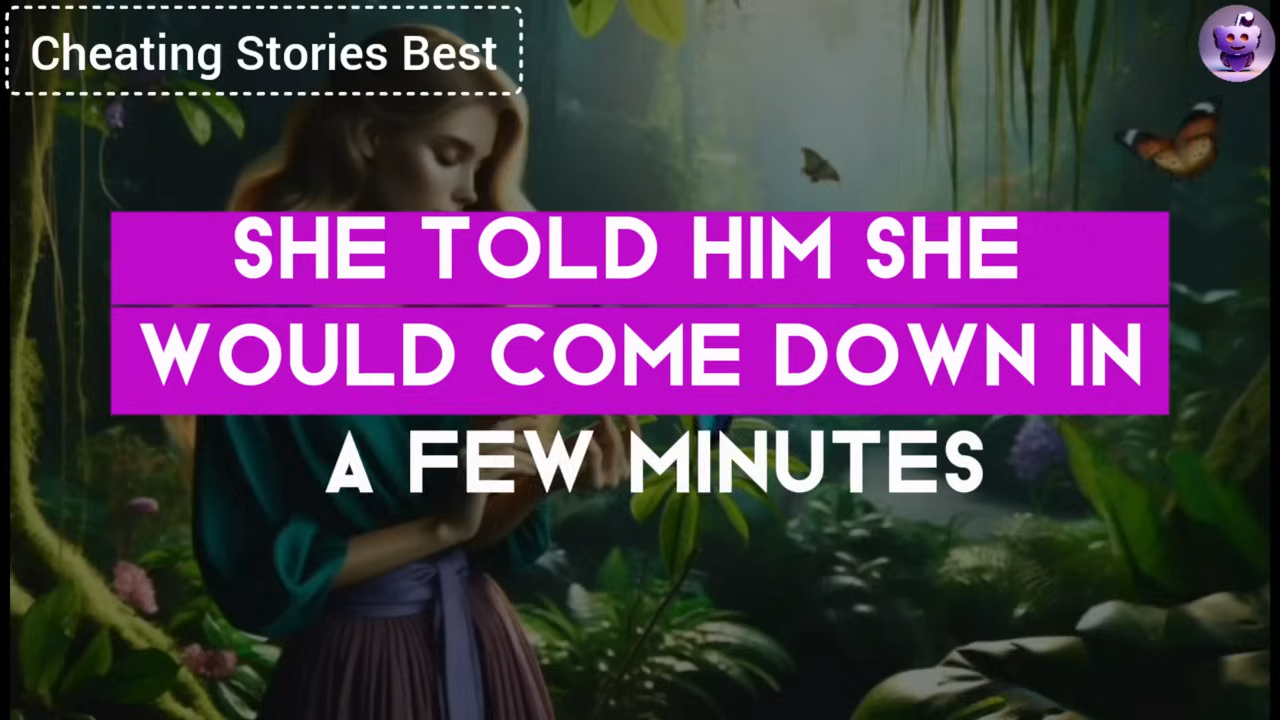 Cheating Stories Best
SHE TOLD HIM SHE
WOULD COME DOWN IN
A FEW MINUTES